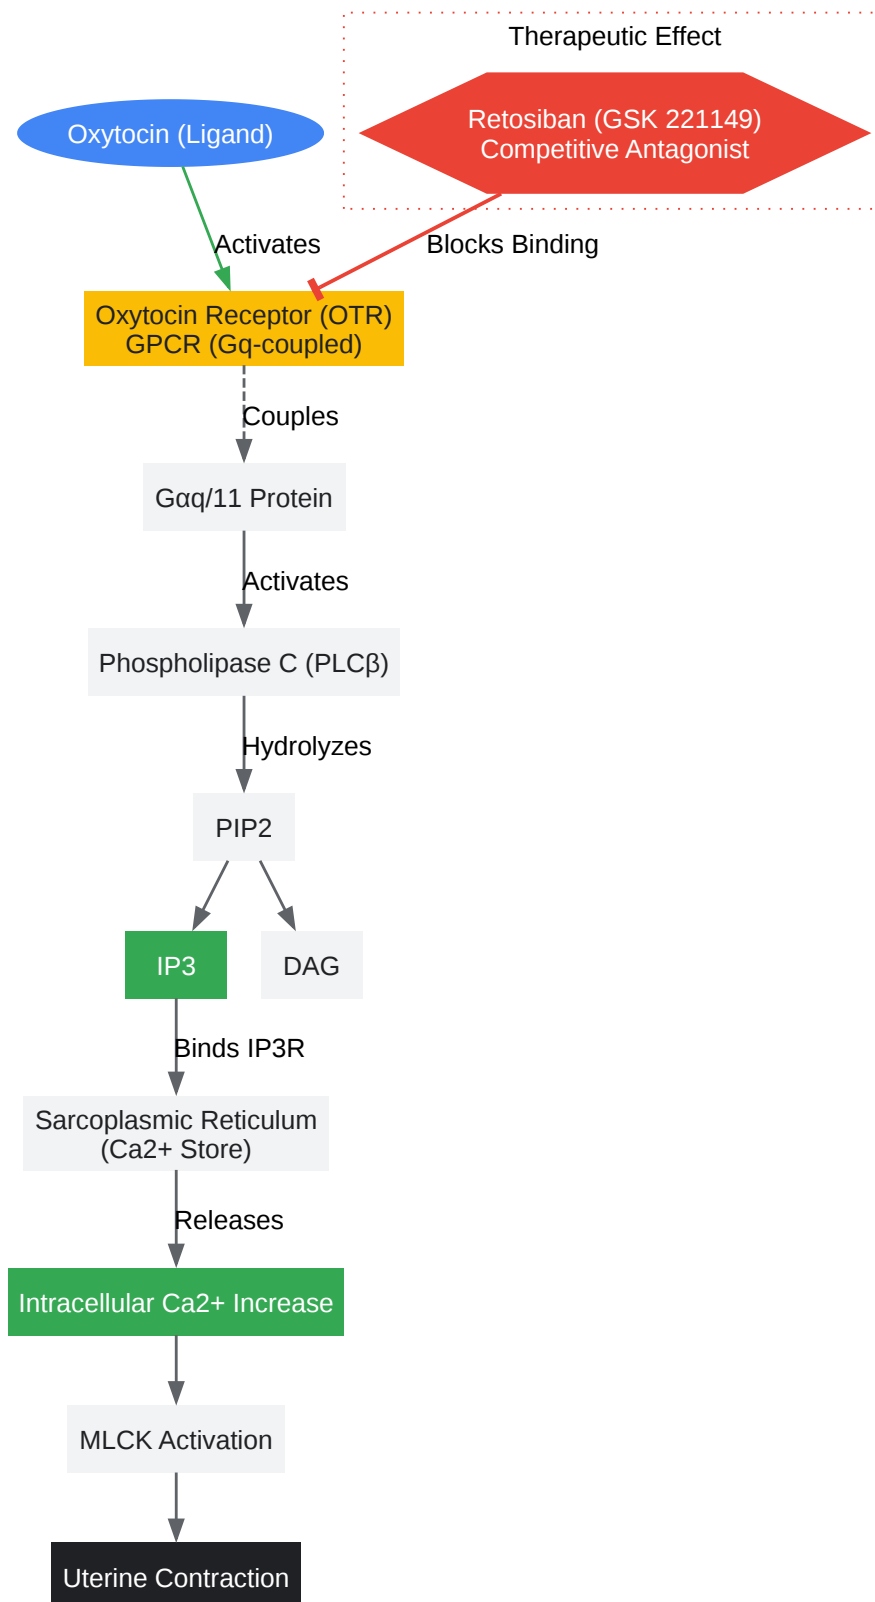 Therapeutic Effect
Oxytocin (Ligand)
Retosiban (GSK 221149)
Competitive Antagonist
Activates
Blocks Binding
Oxytocin Receptor (OTR)
GPCR (Gq-coupled)
Couples
Gαq/11 Protein
Activates
Phospholipase C (PLCβ)
Hydrolyzes
PIP2
IP3
DAG
Binds IP3R
Sarcoplasmic Reticulum
(Ca2+ Store)
Releases
Intracellular Ca2+ Increase
MLCK Activation
Uterine Contraction